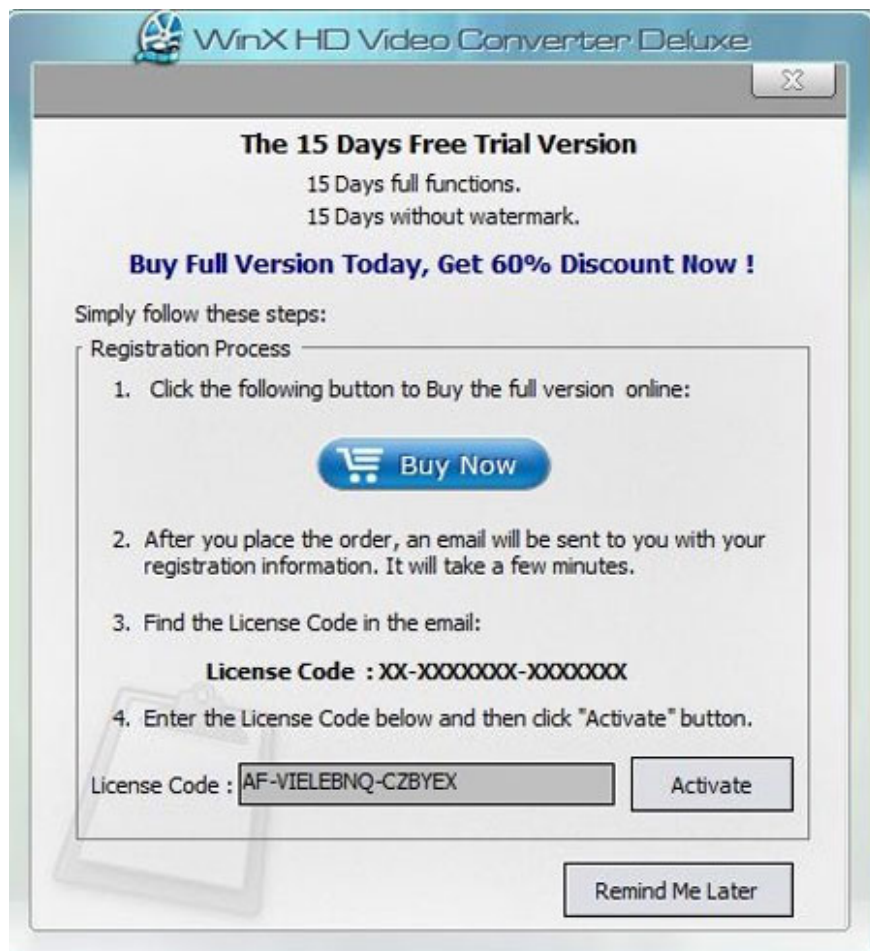 WinX HD Video Converter Deluxe
X
The 15 Days Free Trial Version
15 Days full functions.
15 Days without watermark.
Buy Full Version Today, Get 60% Discount Now !
Simply follow these steps:
Registration Process
1. Click the following button to Buy the full version online:
Buy Now
2. After you place the order, an email will be sent to you with your
registration information. It will take a few minutes.
3. Find the License Code in the email:
License Code : XX-XXXXXXX-XXXXXXX
4. Enter the License Code below and then click "Activate" button.
License Code : AF-VIELEBNQ-CZBYEX Activate
Remind Me Later